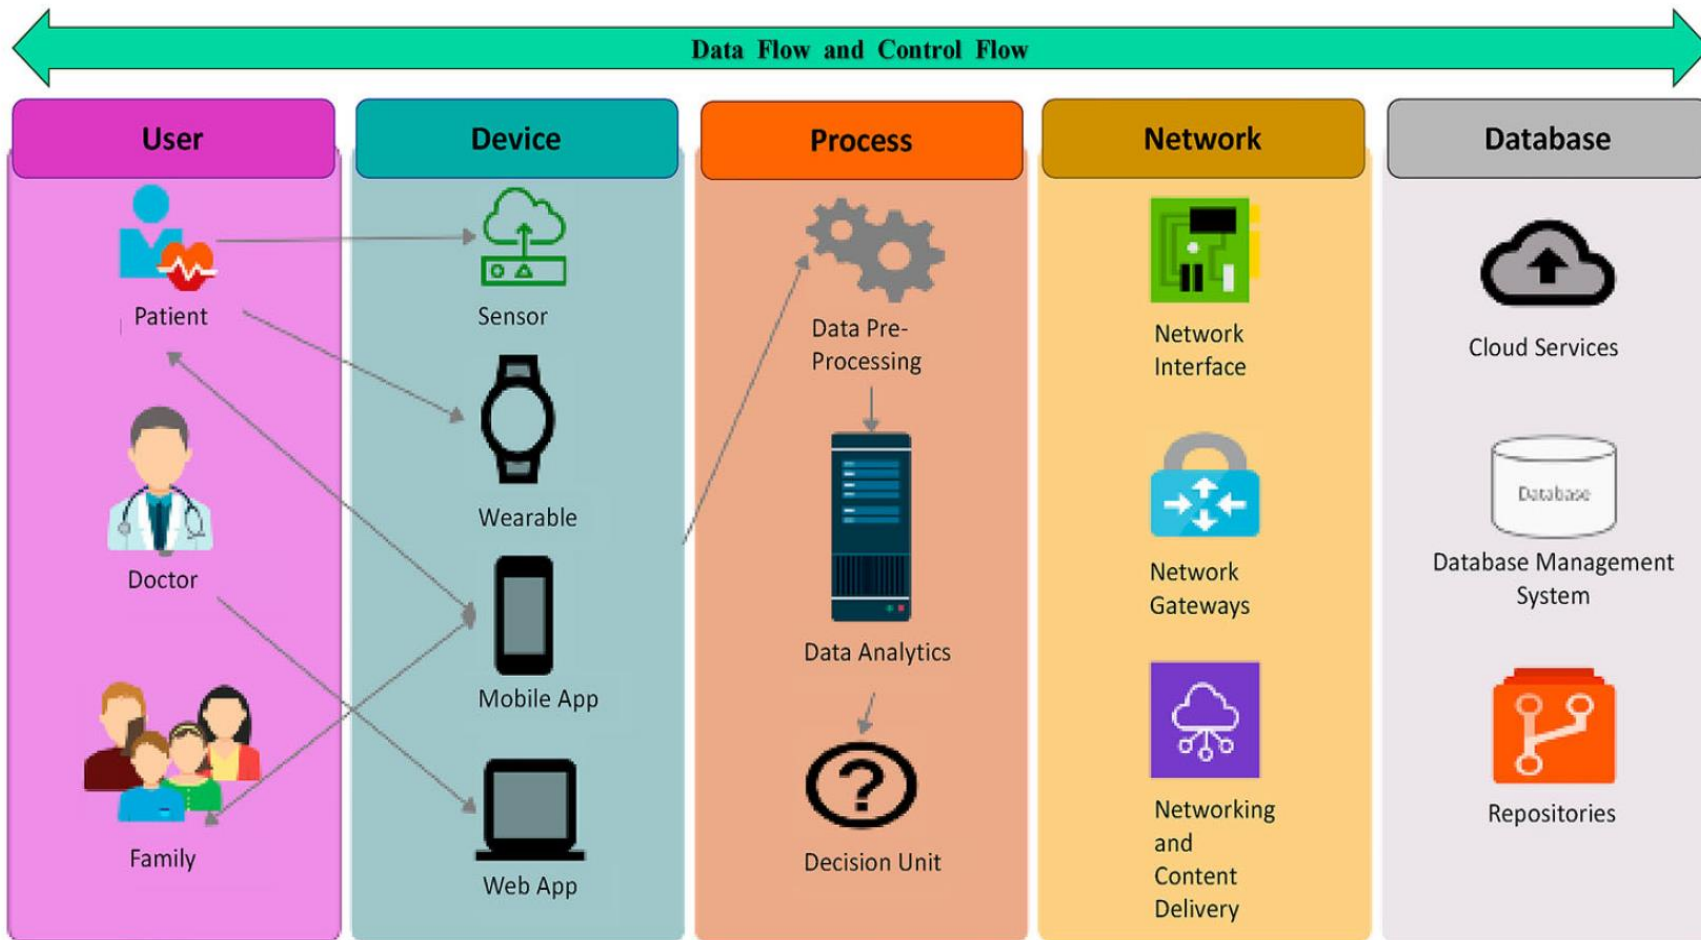 Data Flow and Control Flow
User
Patient
Doctor
Family
Device
Sensor
Wearable
Mobile App
Web App
Process
Data Pre-
Processing
Data Analytics
Decision Unit
Network
Network
Interface
Network
Gateways
Networking
and
Content
Delivery
Database
Cloud Services
Database
Database Management
System
Repositories